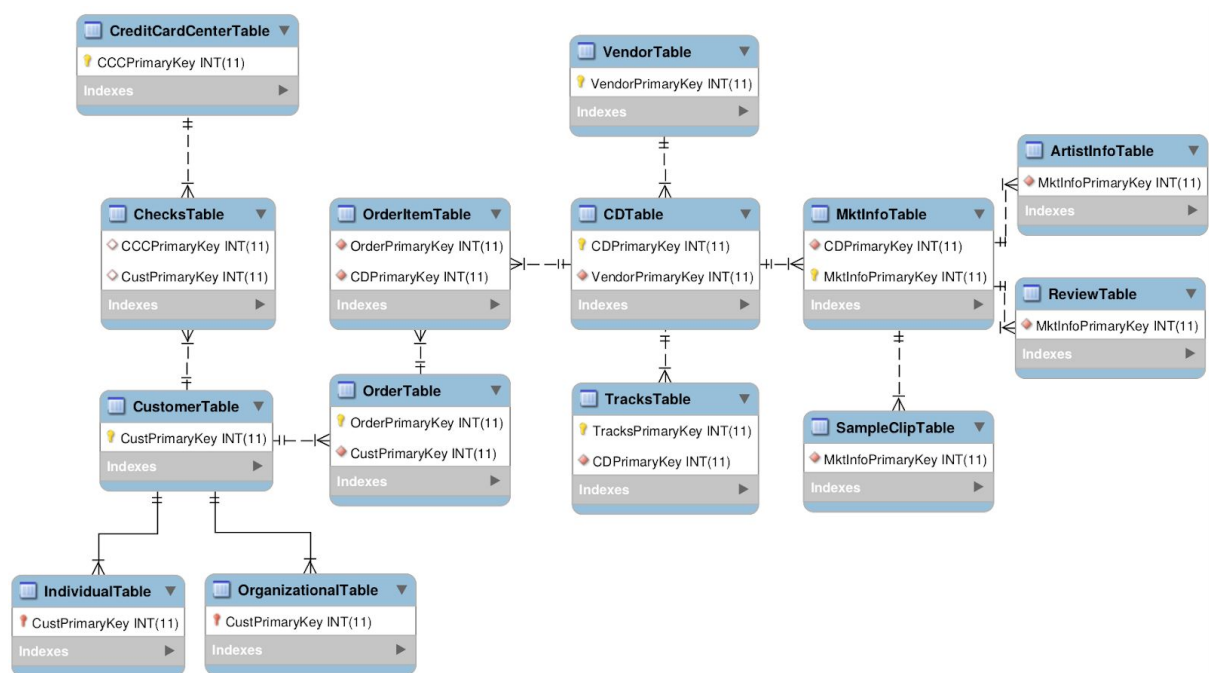 CreditCardCenterTable
CCCPrimaryKey INT(11)
Indexes
VendorTable
VendorPrimaryKey INT(11)
Indexes
ArtistInfoTable
MktInfoPrimaryKey INT(11)
Indexes
ChecksTable
CCCPrimaryKey INT(11)
CustPrimaryKey INT(11)
Indexes
OrderItemTable
OrderPrimaryKey INT(11)
CDPrimaryKey INT(11)
Indexes
CDTable
CDPrimaryKey INT(11)
VendorPrimaryKey INT(11)
Indexes
MktInfoTable
CDPrimaryKey INT(11)
MktInfoPrimaryKey INT(11)
Indexes
ReviewTable
MktInfoPrimaryKey INT(11)
Indexes
CustomerTable
CustPrimaryKey INT(11)
Indexes
OrderTable
OrderPrimaryKey INT(11)
CustPrimaryKey INT(11)
Indexes
TracksTable
TracksPrimaryKey INT(11)
CDPrimaryKey INT(11)
Indexes
SampleClipTable
MktInfoPrimaryKey INT(11)
Indexes
IndividualTable
CustPrimaryKey INT(11)
Indexes
OrganizationalTable
CustPrimaryKey INT(11)
Indexes